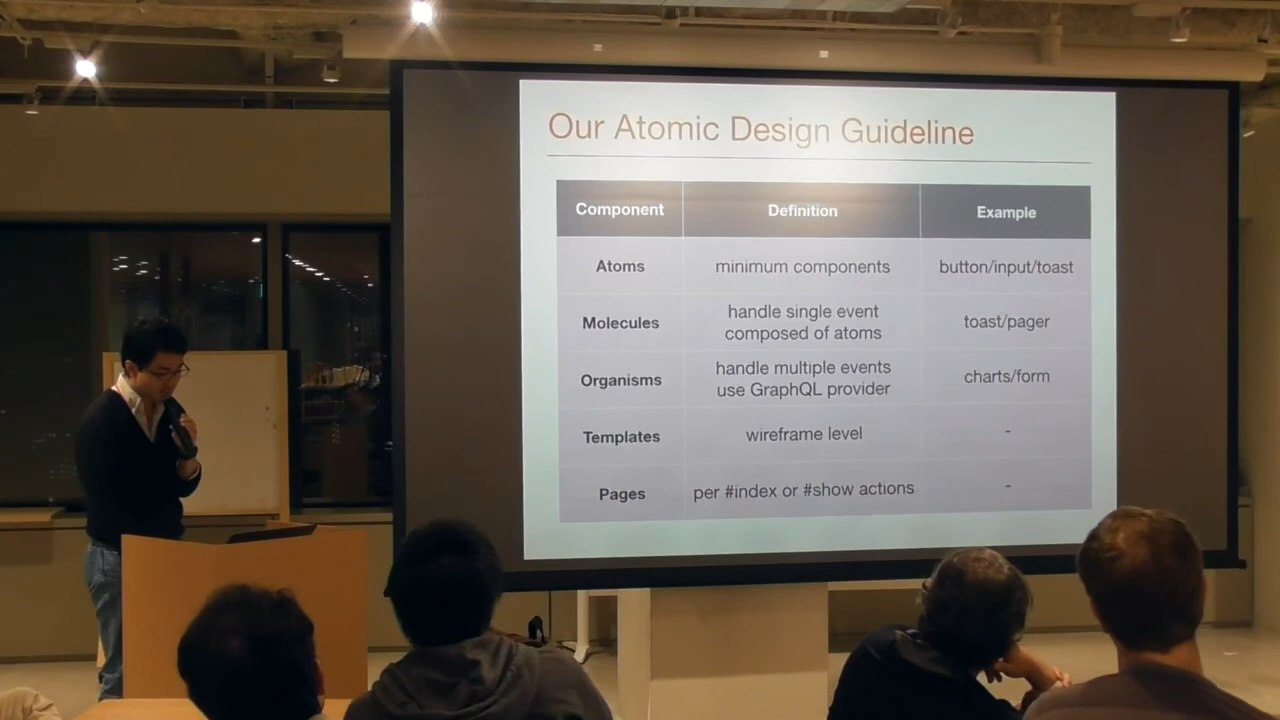 Our Atomic Design Guideline
Component Definition Example
Atoms minimum components button/input/toast
Molecules handle single event composed of atoms toast/pager
Organisms handle multiple events use GraphQL provider charts/form
Templates wireframe level -
Pages per #index or #show actions -